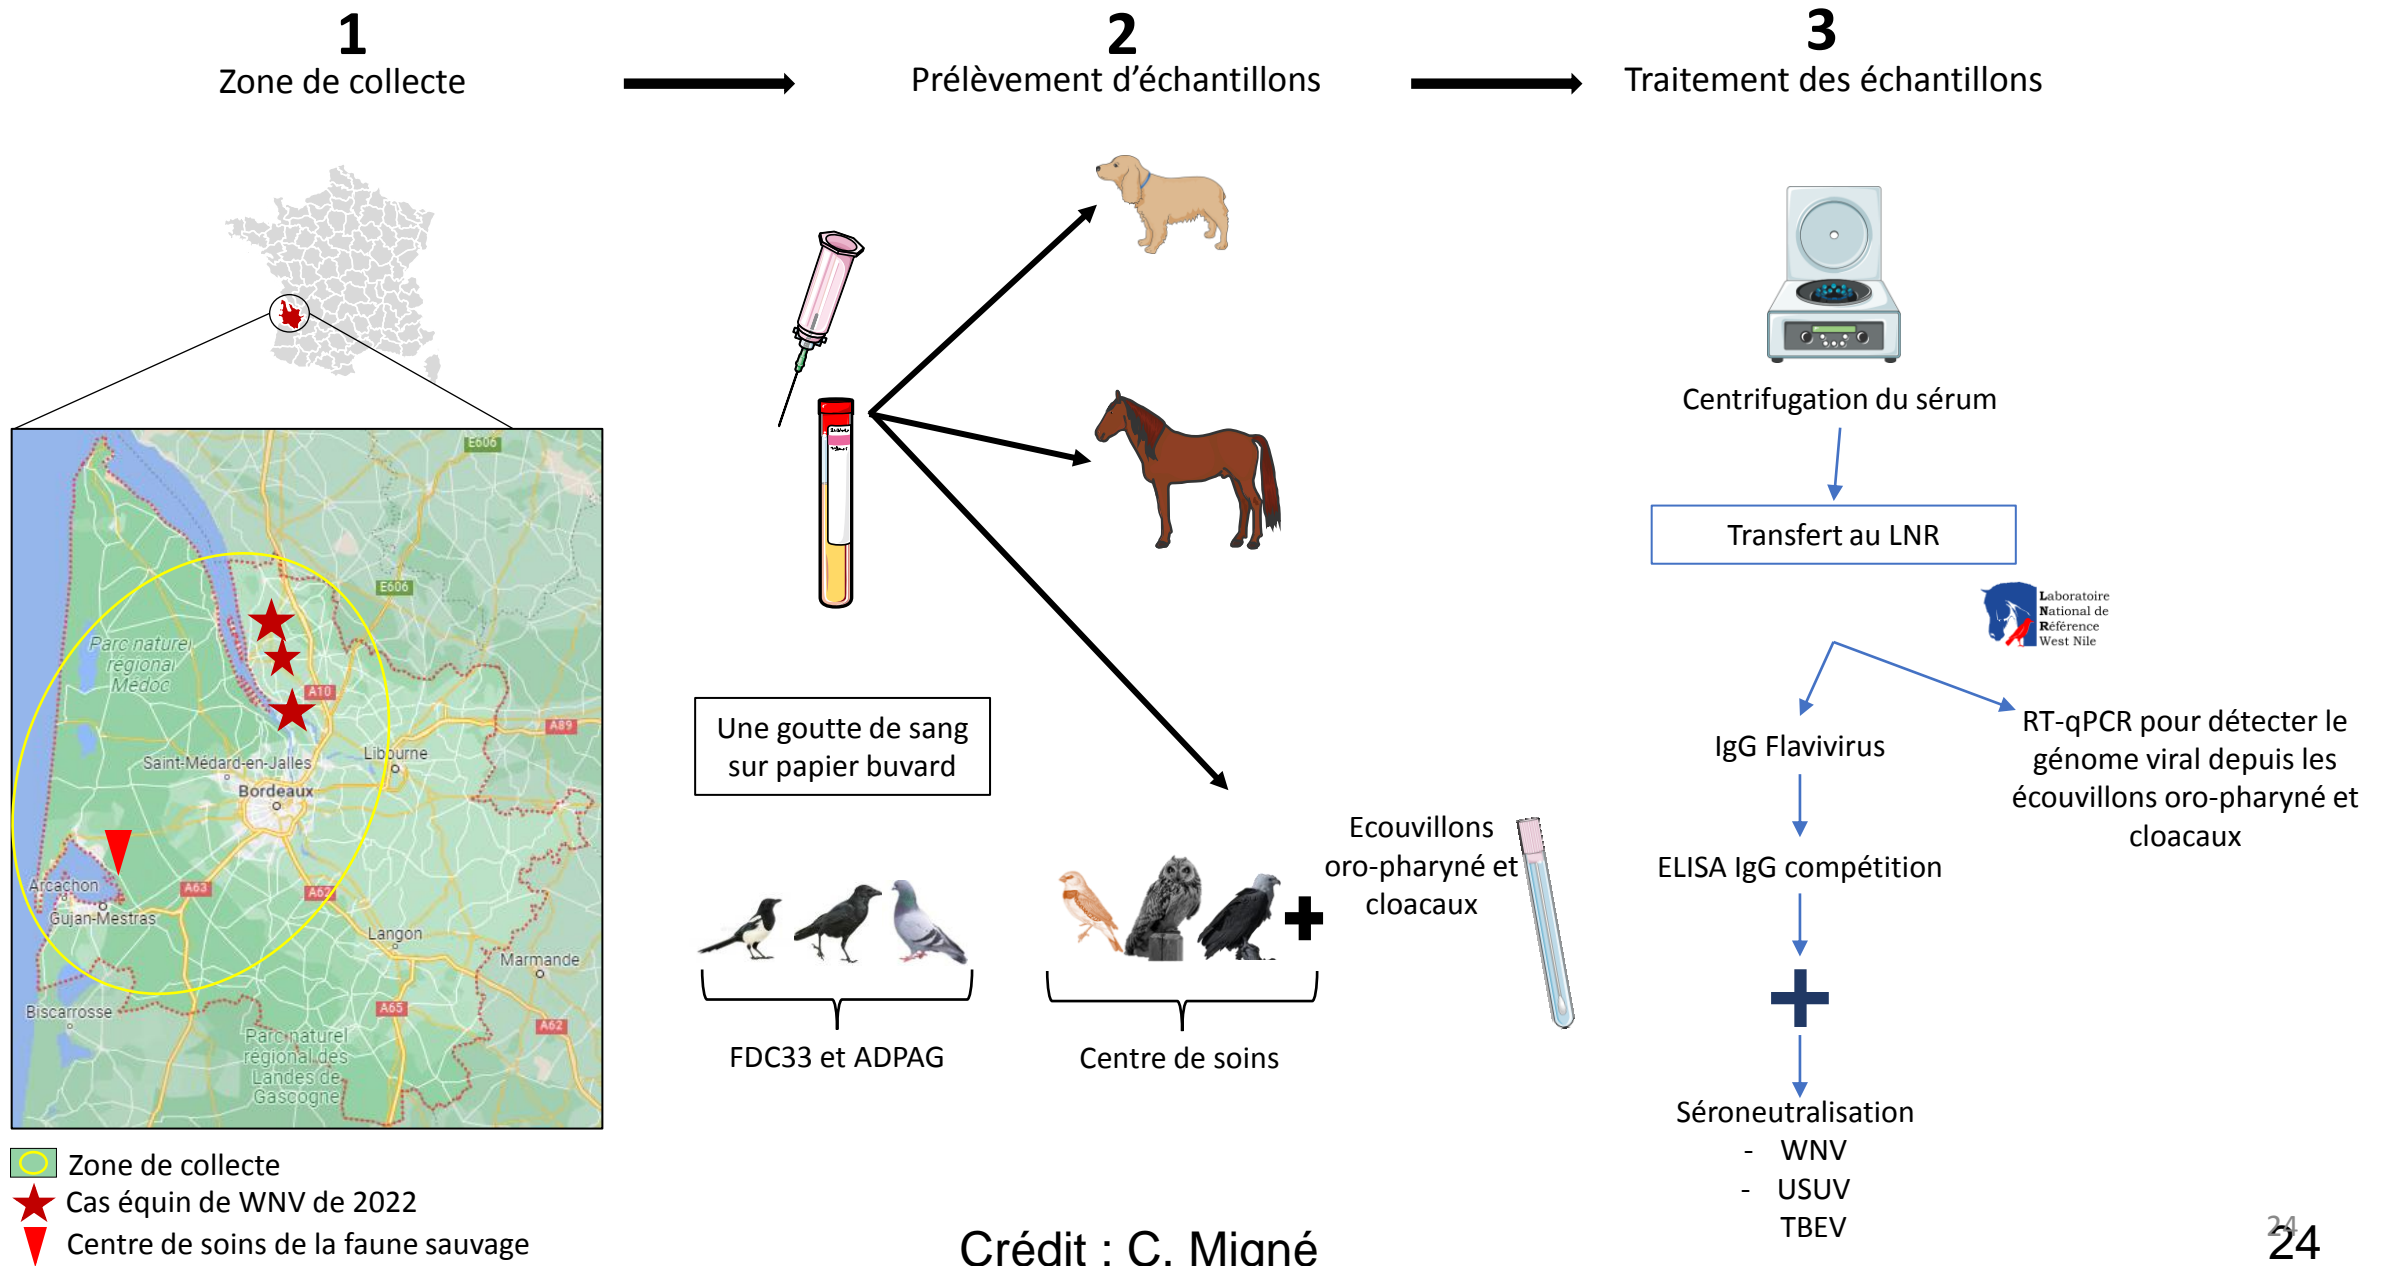 1
Zone de collecte
2
Prélèvement d'échantillons
3
Traitement des échantillons
E606
E606
Parc naturel
régional
Médoc
A10
A89
Libourne
Saint-Médard-en-Jalles
Bordeaux
Arcachon
A63
A62
Gujan-Mestras
Langon
Marmande
Biscarrosse
A65
A62
Parc naturel
régional des
Landes de
Gascogne
Zone de collecte
Cas équin de WNV de 2022
Centre de soins de la faune sauvage
Une goutte de sang
sur papier buvard
FDC33 et ADPAG
Centre de soins
Ecouvillons
oro-pharyné et
cloacaux
Centrifugation du sérum
Transfert au LNR
Laboratoire
National de
Référence
West Nile
IgG Flavivirus
ELISA IgG compétition
Séroneutralisation
- WNV
- USUV
TBEV
RT-qPCR pour détecter le
génome viral depuis les
écouvillons oro-pharyné et
cloacaux
Crédit : C. Migné
24
24